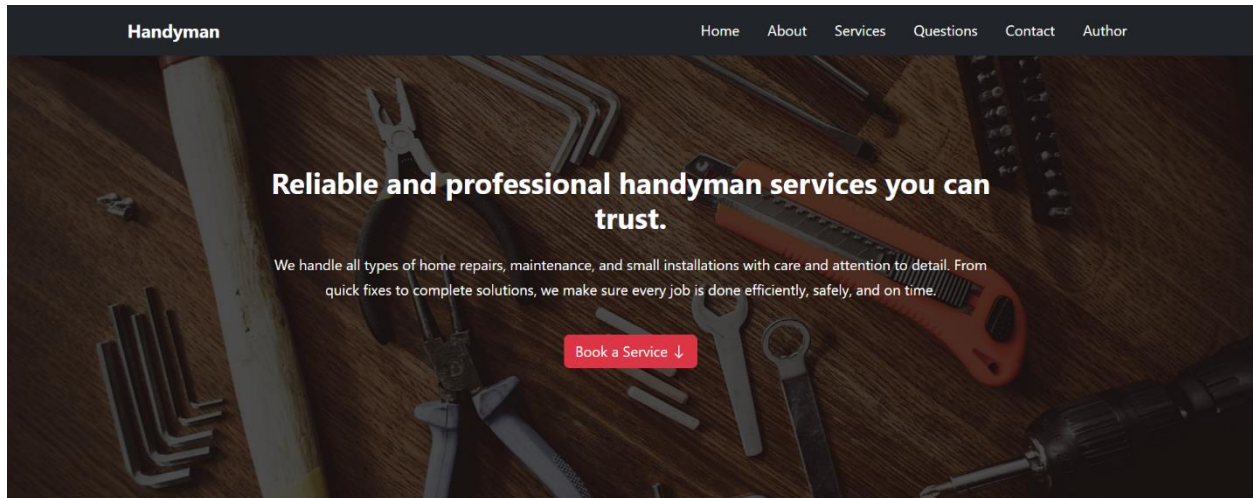 Handyman
Home About Services Questions Contact Author
Reliable and professional handyman services you can
trust.
We handle all types of home repairs, maintenance, and small installations with care and attention to detail. From
quick fixes to complete solutions, we make sure every job is done efficiently, safely, and on time.
Book a Service ↓